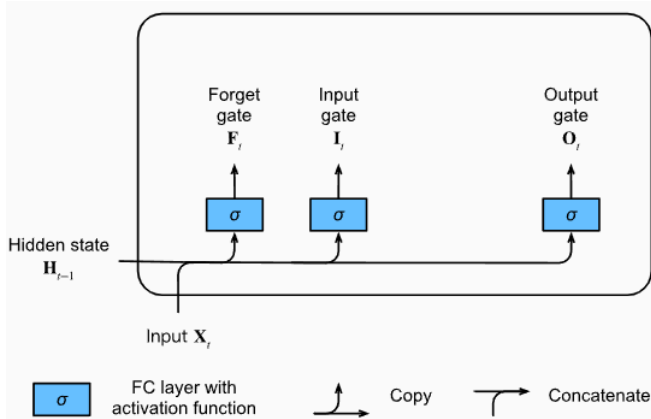 Forget gate F_t
Input gate I_t
Output gate O_t
σ
σ
σ
Hidden state
H_{t-1}
Input X_t
σ
FC layer with
activation function
Copy
Concatenate